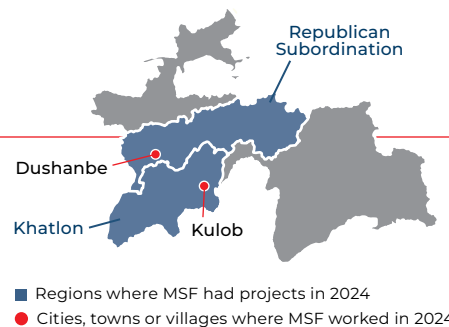 Republican
Subordination
Dushanbe
Khatlon
Kulob
Regions where MSF had projects in 2024
Cities, towns or villages where MSF worked in 2024